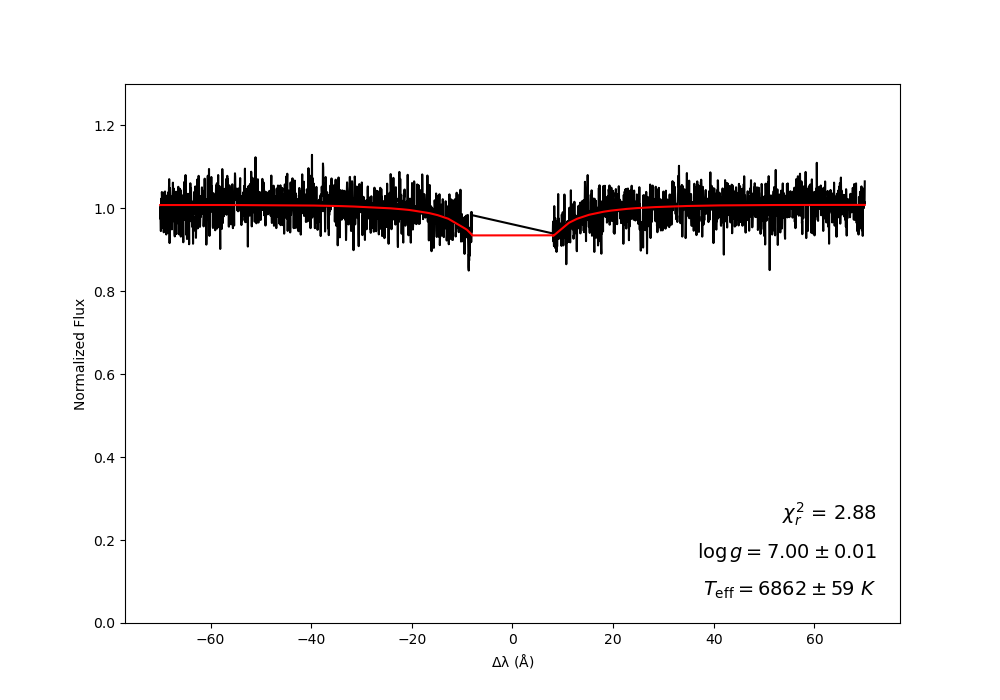 1.2
1.0
0.8
0.6
0.4
0.2
0.0
Normalized Flux
χ²ᵣ = 2.88
log g = 7.00 ± 0.01
T_eff = 6862 ± 59 K
−60 −40 −20 0 20 40 60
Δλ (Å)